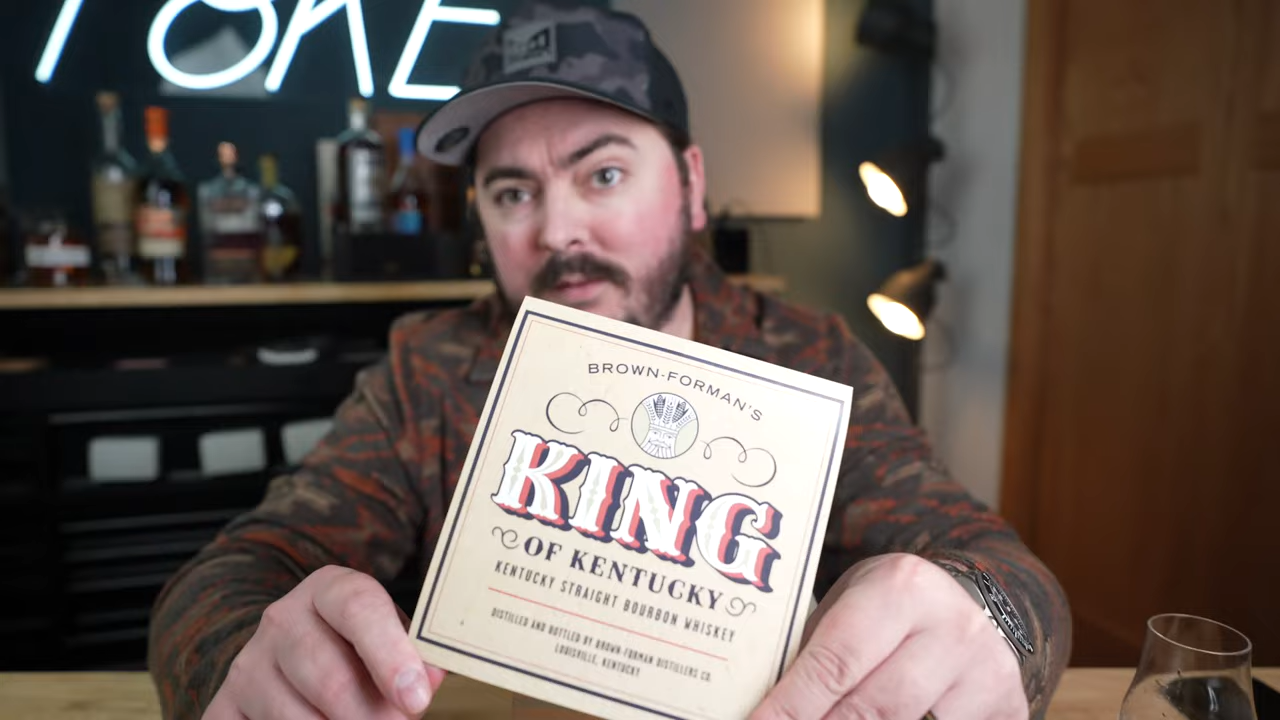 BROWN-FORMAN'S
KING
OF KENTUCKY
KENTUCKY STRAIGHT BOURBON WHISKEY
DISTILLED AND BOTTLED BY BROWN-FORMAN DISTILLERS CO.
LOUISVILLE, KENTUCKY